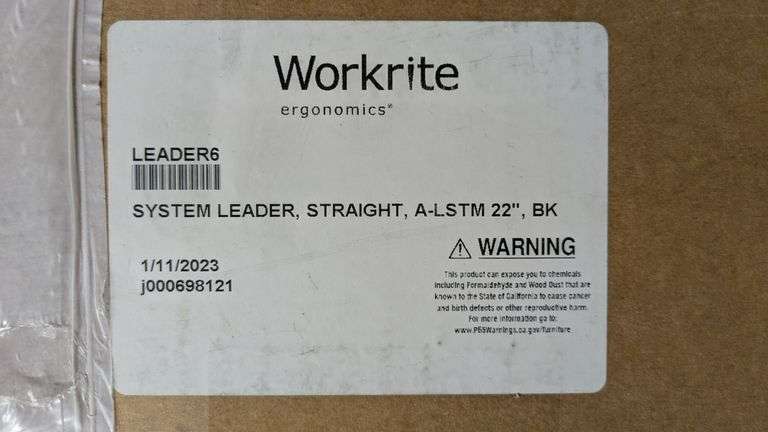 Workrite
ergonomics®
LEADER6
SYSTEM LEADER, STRAIGHT, A-LSTM 22", BK
1/11/2023
j000698121
⚠ WARNING
This product can expose you to chemicals
including Formaldehyde and Wood Dust that are
known to the State of California to cause cancer
and birth defects or other reproductive harm.
For more information go to:
www.P65Warnings.ca.gov/furniture